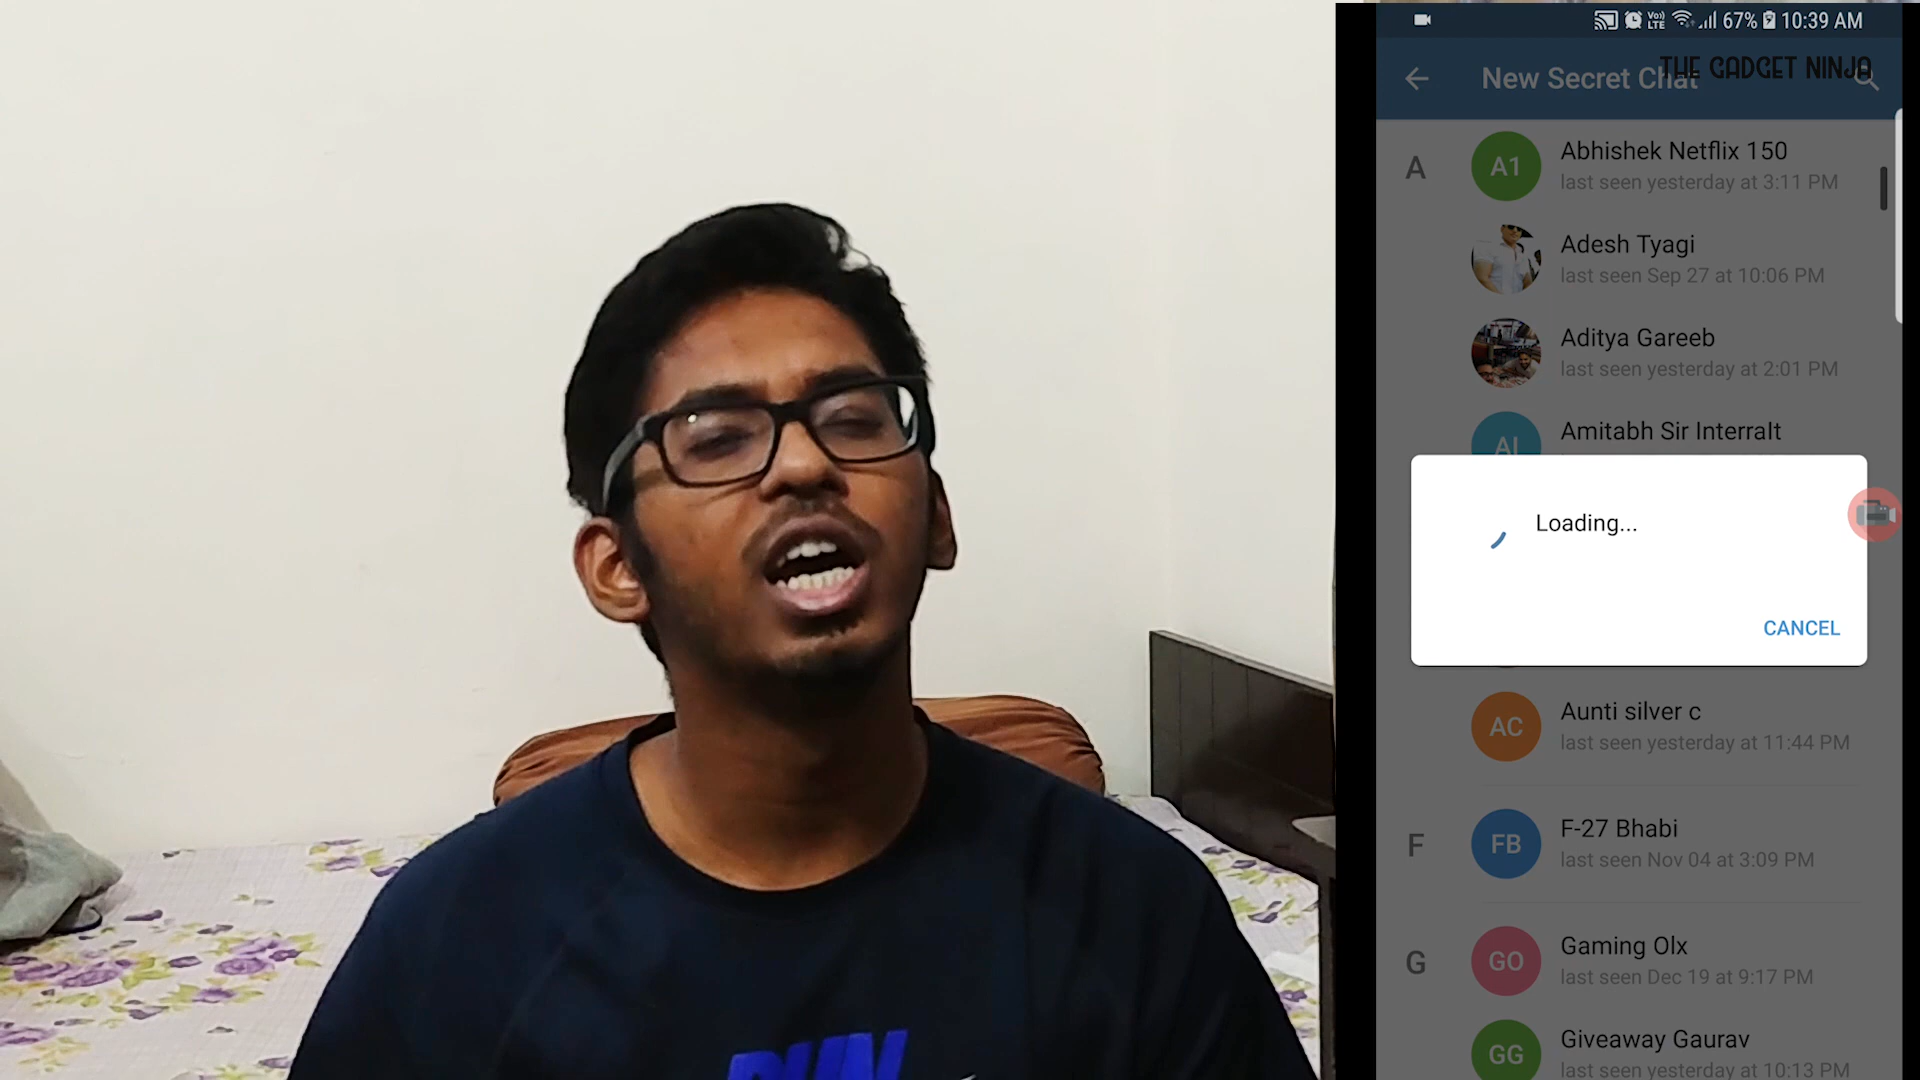 67% 10:39 AM
New Secret Chat
THE GADGET NINJA
A
A1
Abhishek Netflix 150
last seen yesterday at 3:11 PM
Adesh Tyagi
last seen Sep 27 at 10:06 PM
Aditya Gareeb
last seen yesterday at 2:01 PM
AI
Amitabh Sir Interralt
Loading...
CANCEL
AC
Aunti silver c
last seen yesterday at 11:44 PM
F
FB
F-27 Bhabi
last seen Nov 04 at 3:09 PM
G
GO
Gaming Olx
last seen Dec 19 at 9:17 PM
GG
Giveaway Gaurav
last seen yesterday at 10:13 PM
RUN